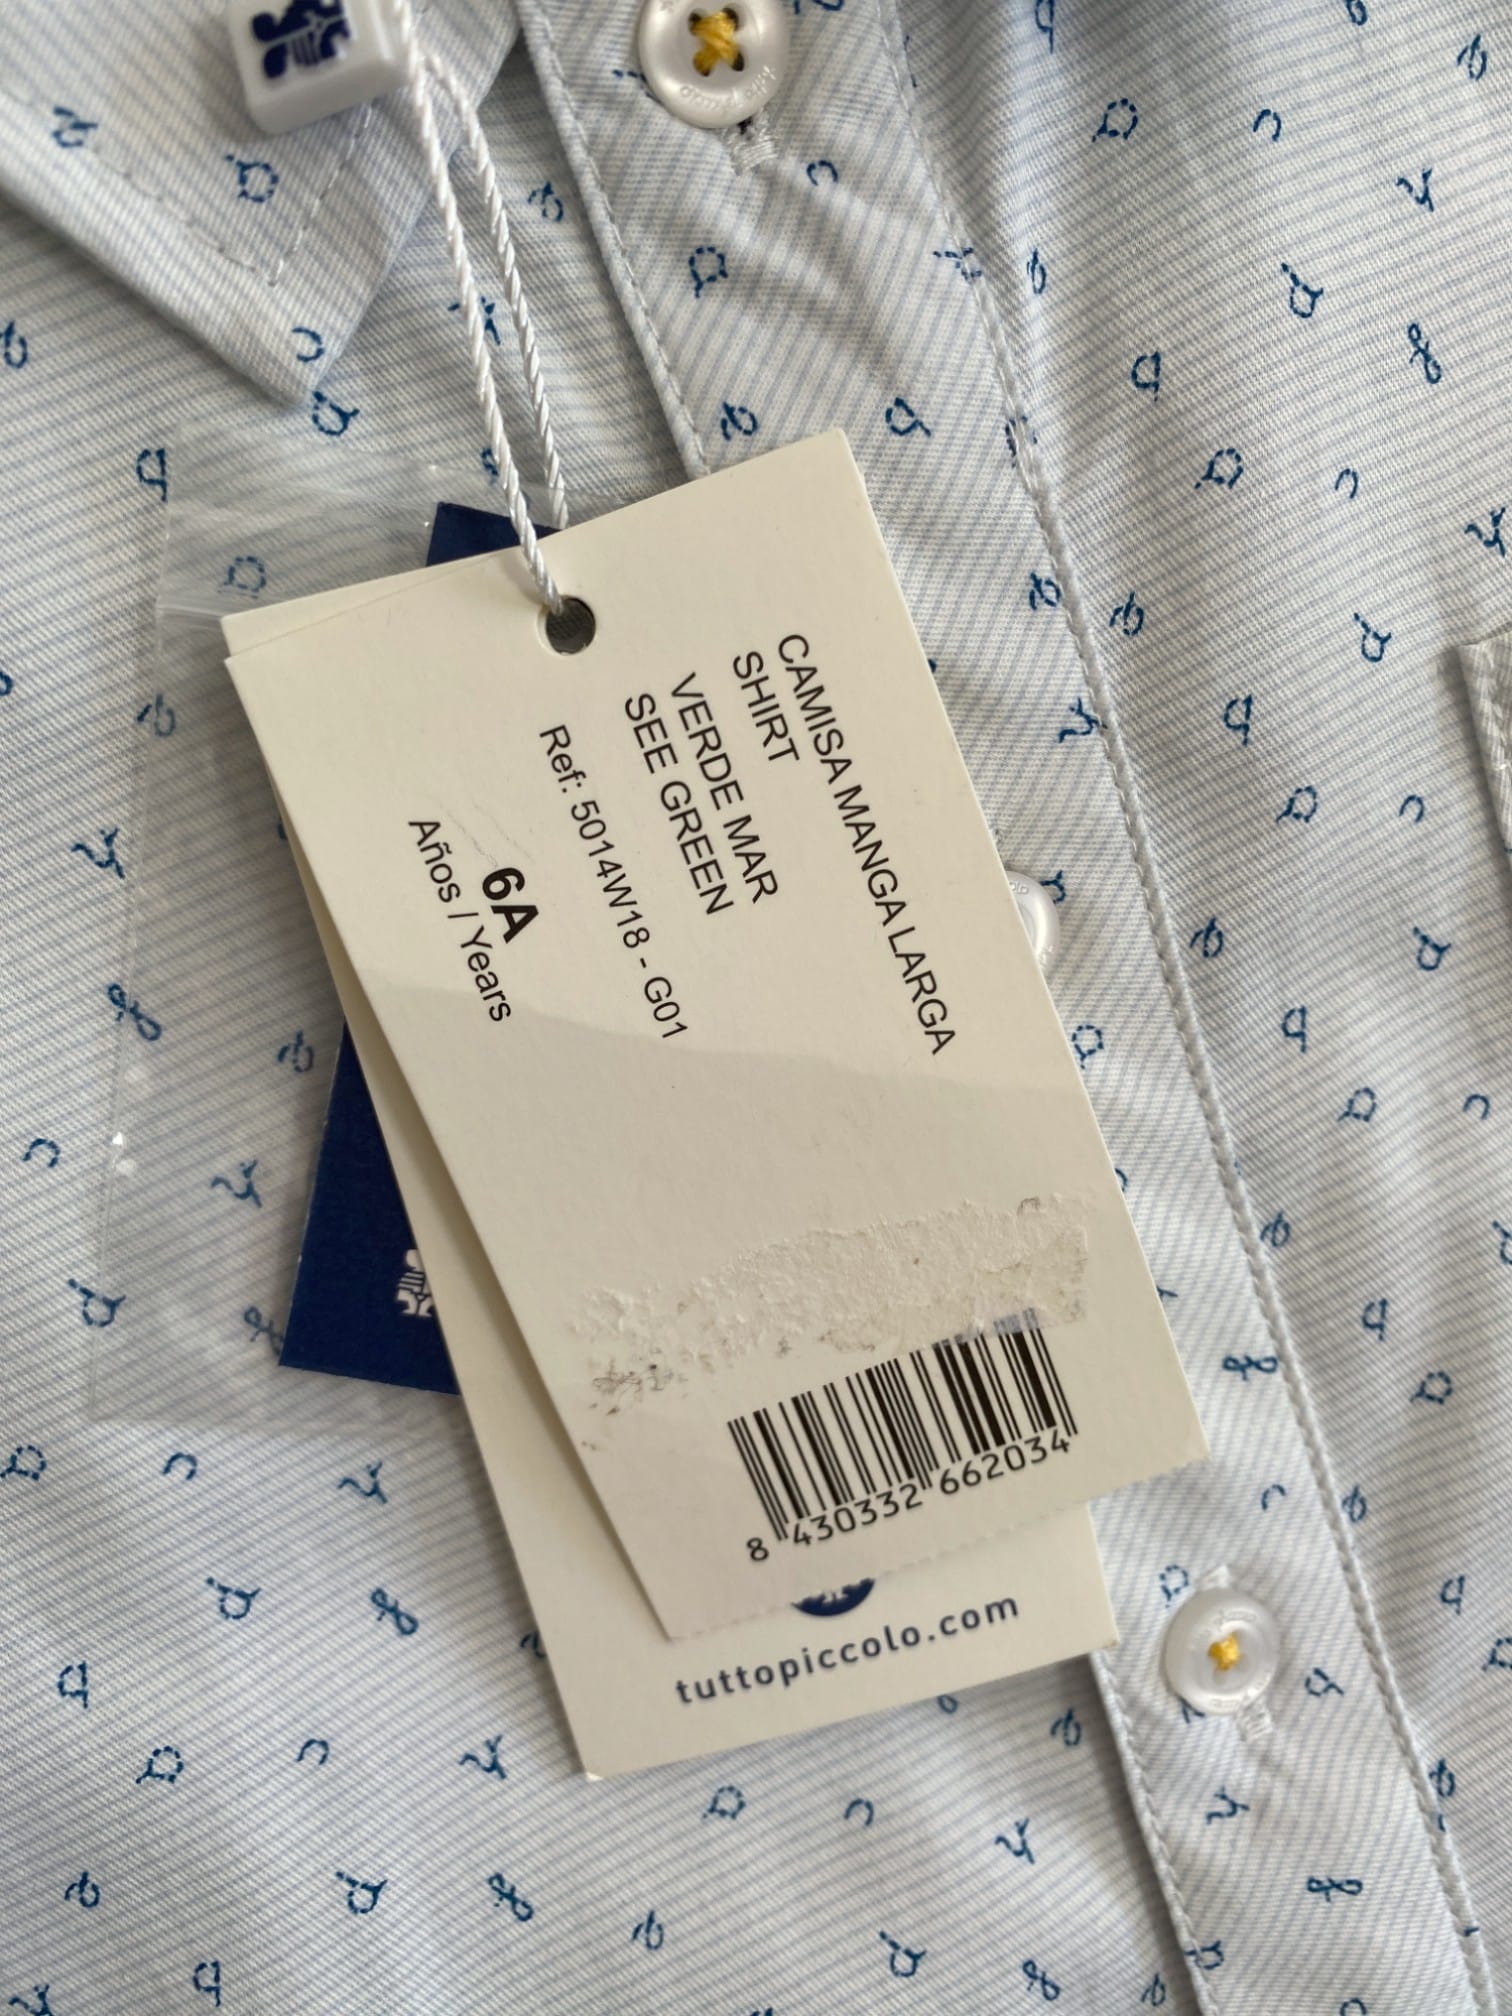 CAMISA MANGA LARGA
SHIRT
VERDE MAR
SEE GREEN
Ref: 5014W18 - G01
6A
Años / Years
8 430332 662034
tuttopiccolo.com